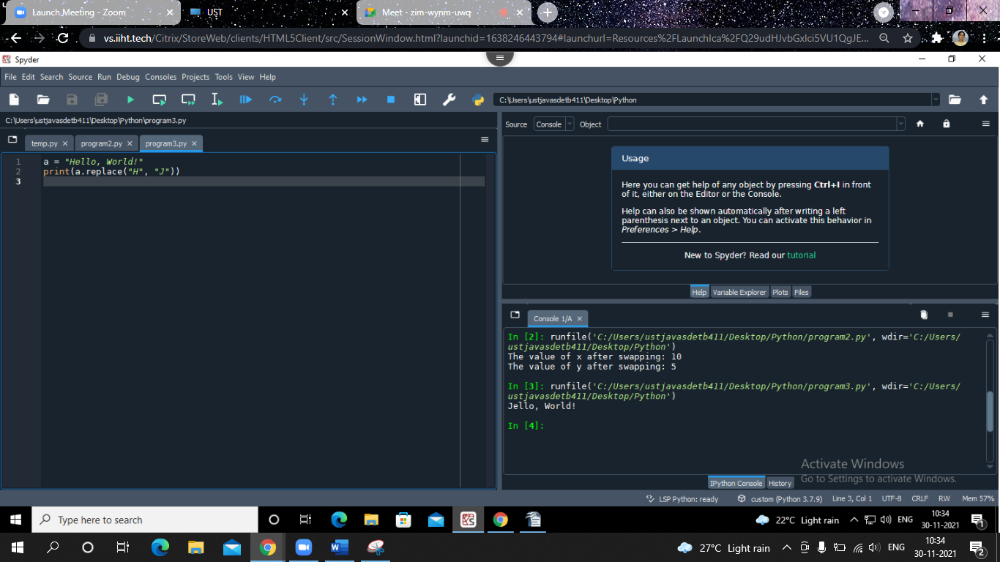 Launch Meeting - Zoom
UST
Meet - zim-wynm-uwq
vs.iiht.tech/Citrix/StoreWeb/clients/HTML5Client/src/SessionWindow.html?launchid=1638246443794#launchurl=Resources%2FLaunchIca%2FQ29udHJvbGxlci5VU1QgJE...
Spyder
File Edit Search Source Run Debug Consoles Projects Tools View Help
C:\Users\ustjavasdetb411\Desktop\Python
C:\Users\ustjavasdetb411\Desktop\Python\program3.py
temp.py program2.py program3.py
1 a = "Hello, World!"
2 print(a.replace("H", "J"))
3
Source Console Object
Usage
Here you can get help of any object by pressing Ctrl+I in front
of it, either on the Editor or the Console.
Help can also be shown automatically after writing a left
parenthesis next to an object. You can activate this behavior in
Preferences > Help.
New to Spyder? Read our tutorial
Help Variable Explorer Plots Files
Console 1/A
In [2]: runfile('C:/Users/ustjavasdetb411/Desktop/Python/program2.py', wdir='C:/Users/
ustjavasdetb411/Desktop/Python')
The value of x after swapping: 10
The value of y after swapping: 5
In [3]: runfile('C:/Users/ustjavasdetb411/Desktop/Python/program3.py', wdir='C:/Users/
ustjavasdetb411/Desktop/Python')
Jello, World!
In [4]:
Activate Windows
Go to Settings to activate Windows.
IPython Console History
LSP Python: ready custom (Python 3.7.9) Line 3, Col 1 UTF-8 CRLF RW Mem 57%
Type here to search
22°C Light rain ENG 10:34
30-11-2021
1
27°C Light rain ENG 10:34
30-11-2021
2